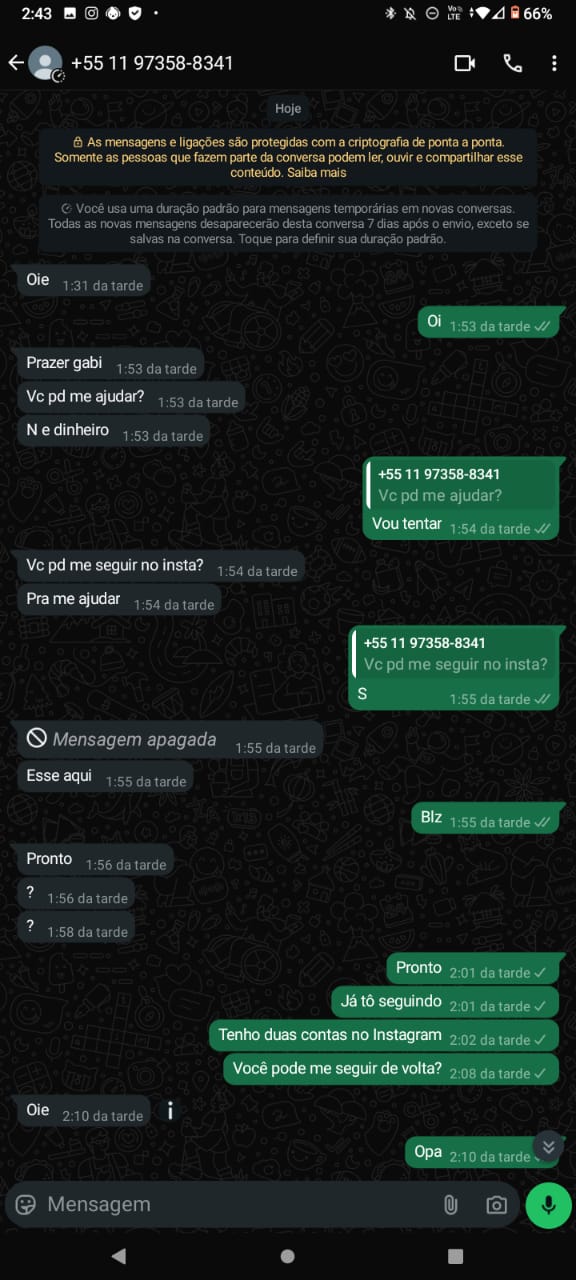 2:43
Vo))
LTE
66%
+55 11 97358-8341
Hoje
As mensagens e ligações são protegidas com a criptografia de ponta a ponta.
Somente as pessoas que fazem parte da conversa podem ler, ouvir e compartilhar esse
conteúdo. Saiba mais
Você usa uma duração padrão para mensagens temporárias em novas conversas.
Todas as novas mensagens desaparecerão desta conversa 7 dias após o envio, exceto se
salvas na conversa. Toque para definir sua duração padrão.
Oie 1:31 da tarde
Oi 1:53 da tarde
Prazer gabi 1:53 da tarde
Vc pd me ajudar? 1:53 da tarde
N e dinheiro 1:53 da tarde
+55 11 97358-8341
Vc pd me ajudar?
Vou tentar 1:54 da tarde
Vc pd me seguir no insta? 1:54 da tarde
Pra me ajudar 1:54 da tarde
+55 11 97358-8341
Vc pd me seguir no insta?
S 1:55 da tarde
Mensagem apagada 1:55 da tarde
Esse aqui 1:55 da tarde
Blz 1:55 da tarde
Pronto 1:56 da tarde
? 1:56 da tarde
? 1:58 da tarde
Pronto 2:01 da tarde
Já tô seguindo 2:01 da tarde
Tenho duas contas no Instagram 2:02 da tarde
Você pode me seguir de volta? 2:08 da tarde
Oie 2:10 da tarde
Opa 2:10 da tarde
Mensagem